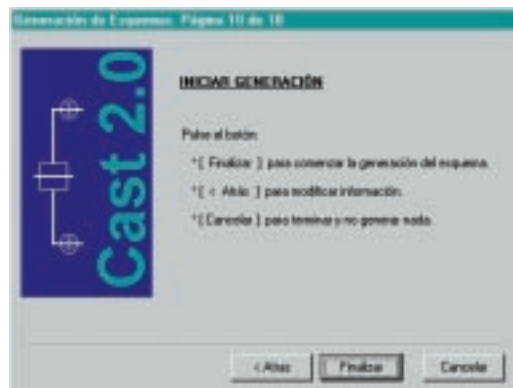 Generación de Esquemas: Página 10 de 10
Cast 2.0
INICIAR GENERACIÓN
Pulse el botón:
*[ Finalizar ] para comenzar la generación del esquema.
*[ < Atrás ] para modificar información.
*[ Cancelar ] para terminar y no generar nada.
< Atras
Finalizar
Cancelar